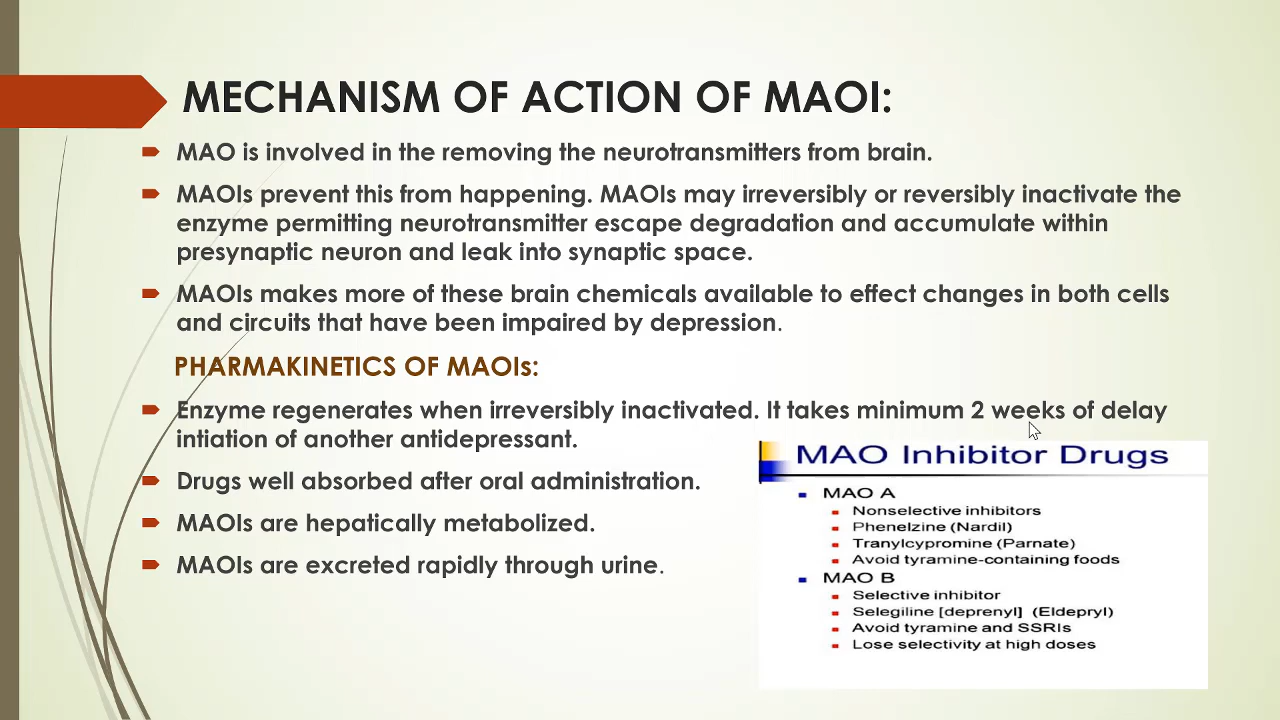 MECHANISM OF ACTION OF MAOI:
MAO is involved in the removing the neurotransmitters from brain.
MAOIs prevent this from happening. MAOIs may irreversibly or reversibly inactivate the
enzyme permitting neurotransmitter escape degradation and accumulate within
presynaptic neuron and leak into synaptic space.
MAOIs makes more of these brain chemicals available to effect changes in both cells
and circuits that have been impaired by depression.
PHARMAKINETICS OF MAOIs:
Enzyme regenerates when irreversibly inactivated. It takes minimum 2 weeks of delay
intiation of another antidepressant.
Drugs well absorbed after oral administration.
MAOIs are hepatically metabolized.
MAOIs are excreted rapidly through urine.
MAO Inhibitor Drugs
MAO A
Nonselective inhibitors
Phenelzine (Nardil)
Tranylcypromine (Parnate)
Avoid tyramine-containing foods
MAO B
Selective inhibitor
Selegiline [deprenyl] (Eldepryl)
Avoid tyramine and SSRIs
Lose selectivity at high doses